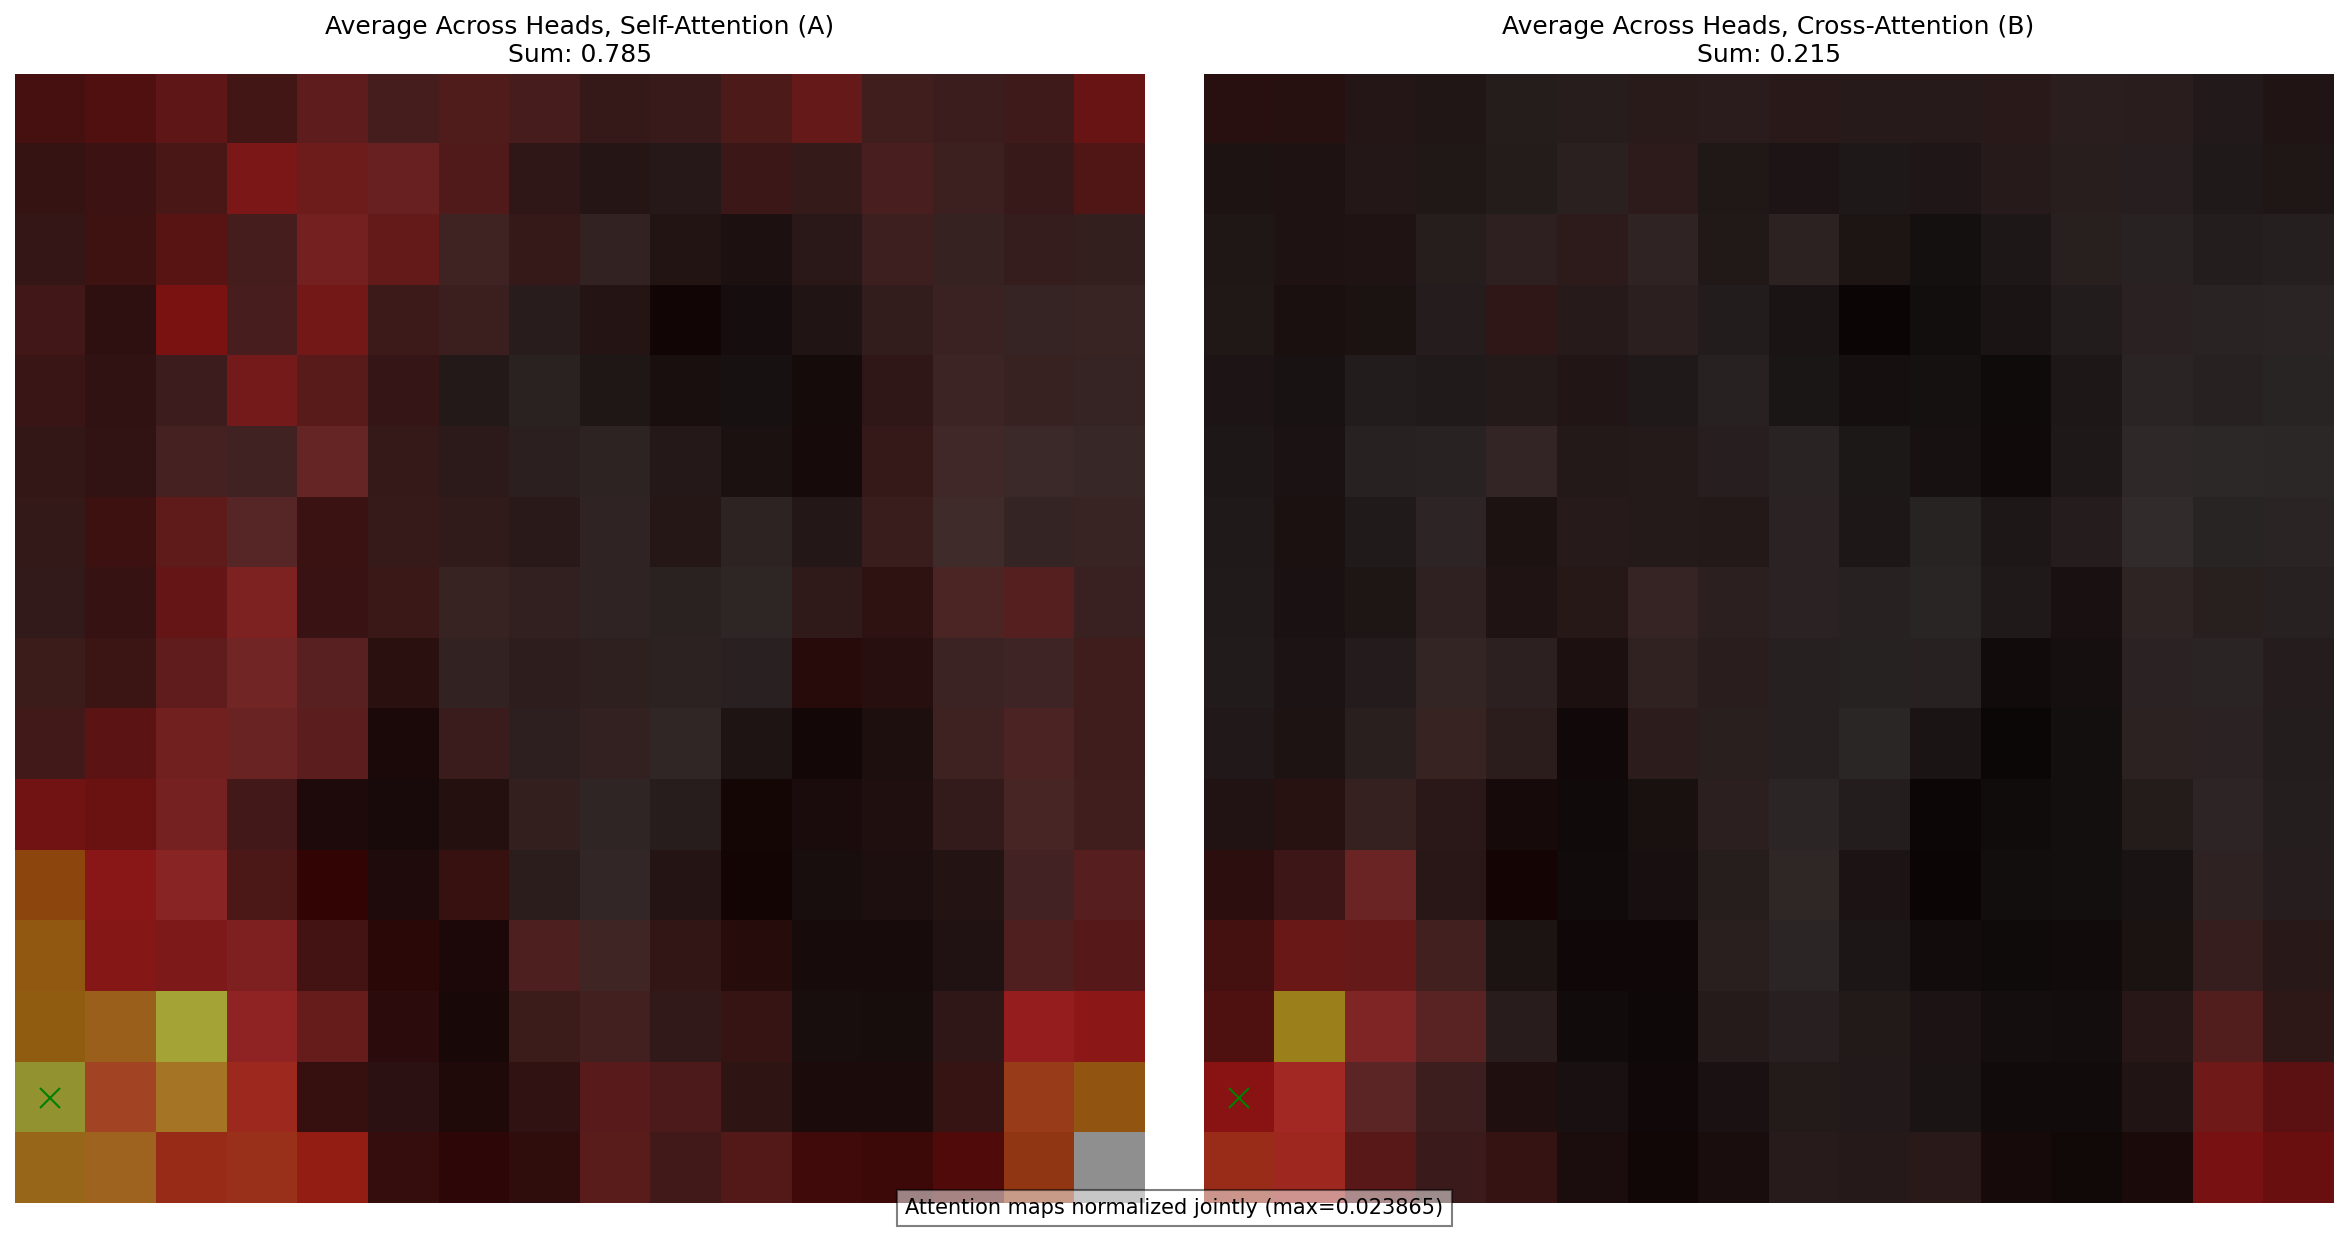 Average Across Heads, Self-Attention (A)
Sum: 0.785
Average Across Heads, Cross-Attention (B)
Sum: 0.215
Attention maps normalized jointly (max=0.023865)